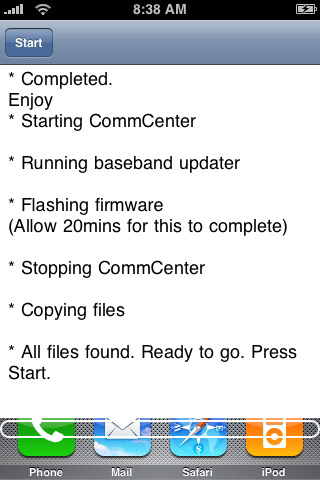 8:38 AM
Start
* Completed.
Enjoy
* Starting CommCenter
* Running baseband updater
* Flashing firmware
(Allow 20mins for this to complete)
* Stopping CommCenter
* Copying files
* All files found. Ready to go. Press
Start.
Phone Mail Safari iPod